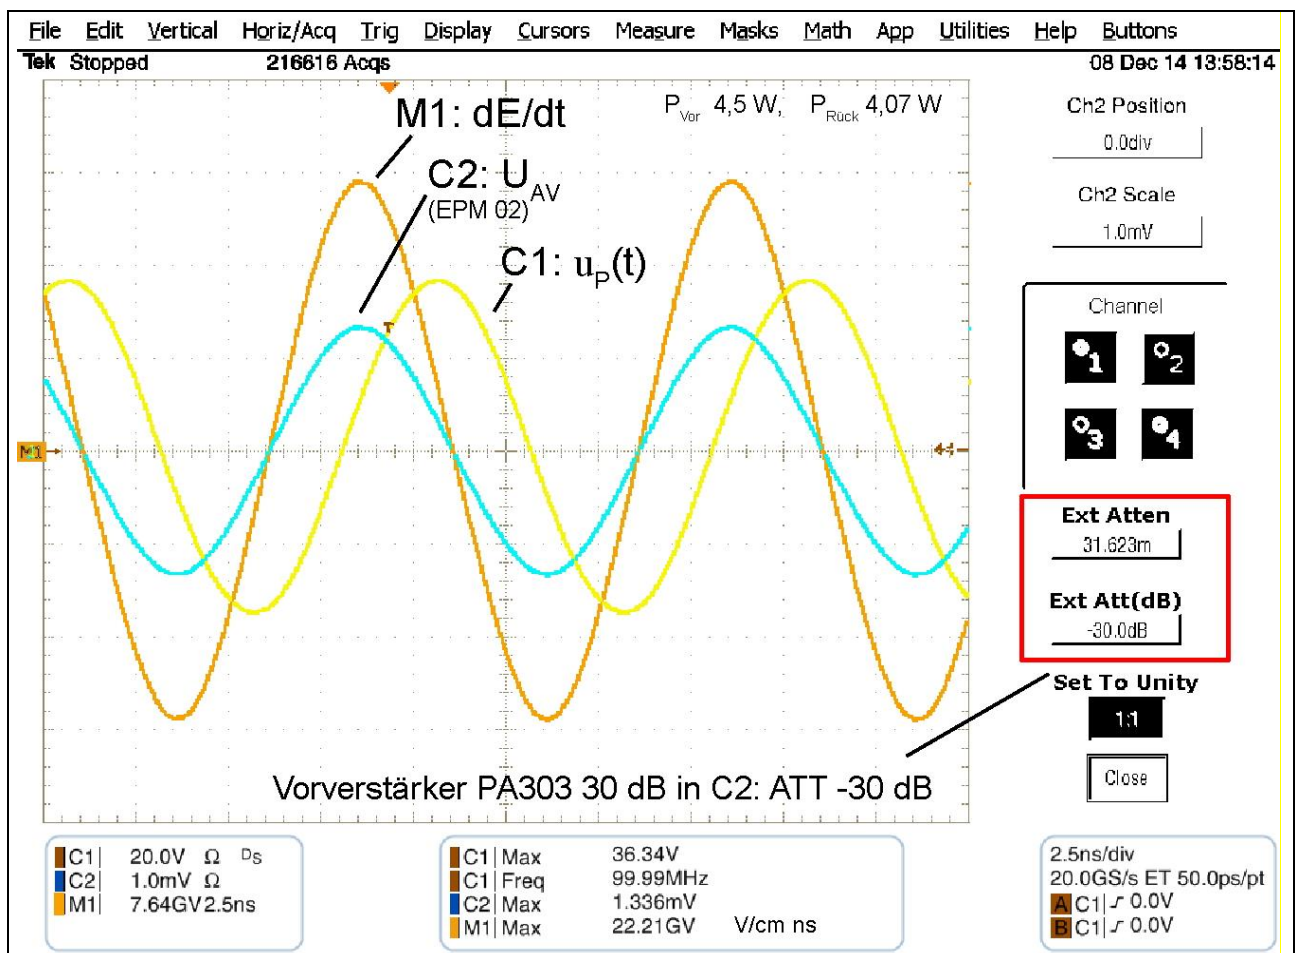 File Edit Vertical Horiz/Acq Trig Display Cursors Measure Masks Math App Utilities Help Buttons
Tek Stopped 216616 Acqs 08 Dec 14 13:58:14
M1: dE/dt
P_Vor 4,5 W, P_Rück 4,07 W
C2: U_AV
(EPM 02)
C1: u_P(t)
T
M1
Vorverstärker PA303 30 dB in C2: ATT -30 dB
Ch2 Position
0.0div
Ch2 Scale
1.0mV
Channel
1 2
3 4
Ext Atten
31.623m
Ext Att(dB)
-30.0dB
Set To Unity
1:1
Close
C1 20.0V Ω DS
C2 1.0mV Ω
M1 7.64GV 2.5ns
C1 Max 36.34V
C1 Freq 99.99MHz
C2 Max 1.336mV
M1 Max 22.21GV V/cm ns
2.5ns/div
20.0GS/s ET 50.0ps/pt
A C1 0.0V
B C1 0.0V